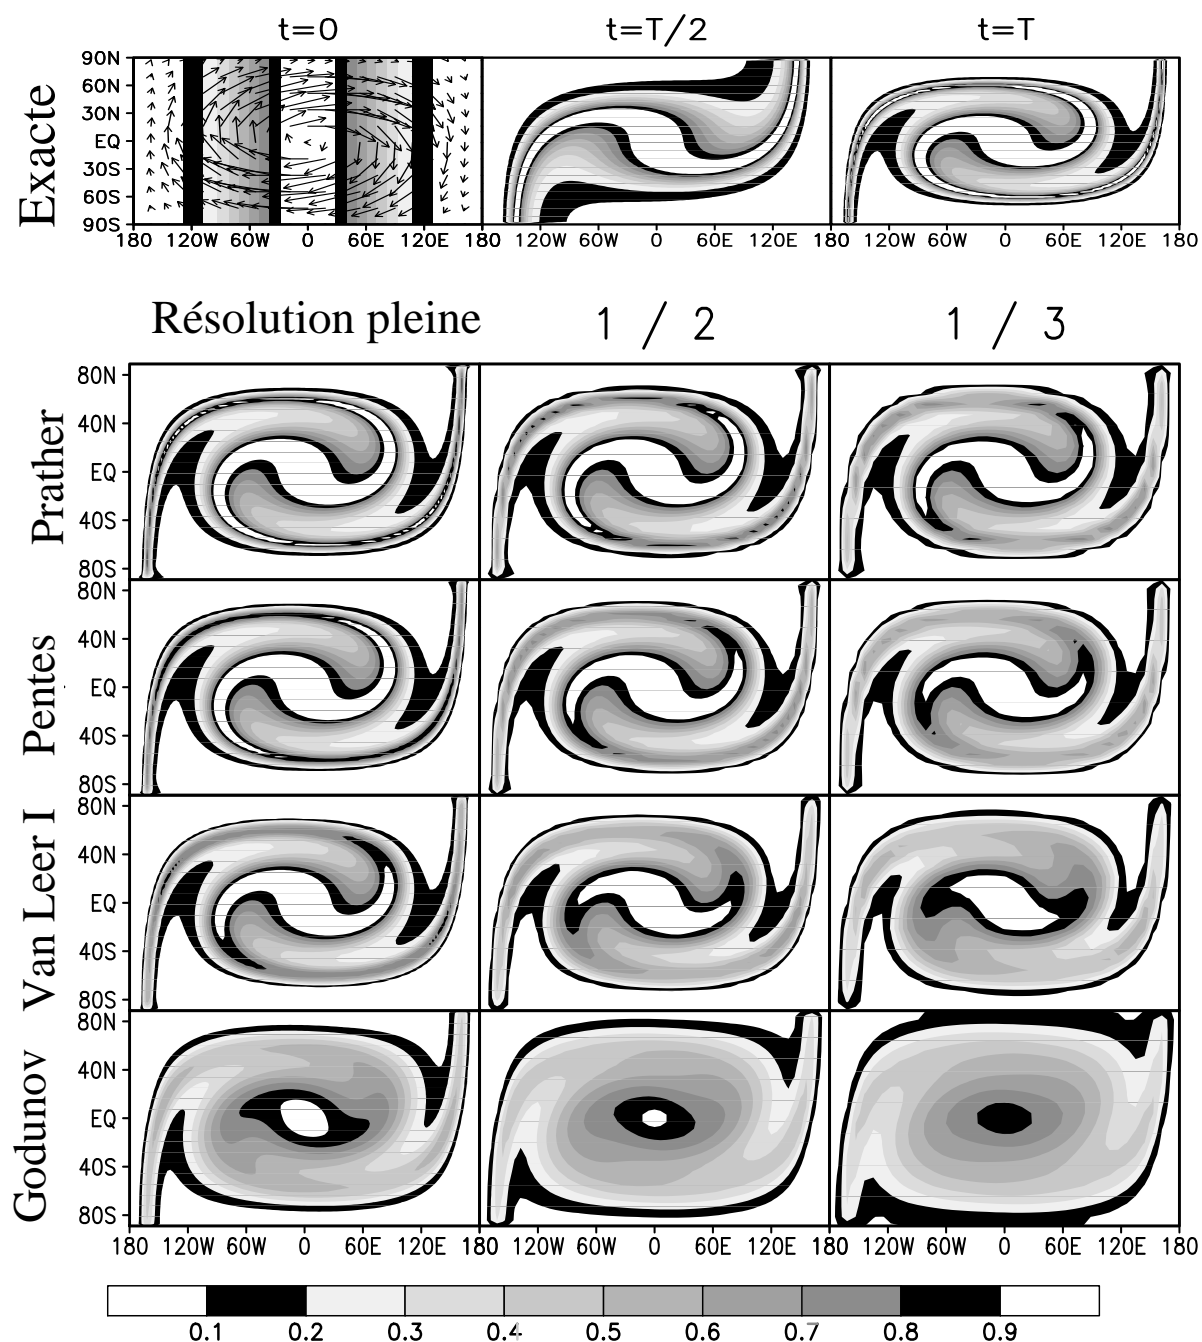 t=0 t=T/2 t=T
Exacte
90N
60N
30N
EQ
30S
60S
90S
180 120W 60W 0 60E 120E 180 120W 60W 0 60E 120E 180 120W 60W 0 60E 120E 180
Résolution pleine 1 / 2 1 / 3
Prather
80N
40N
EQ
40S
80S
Pentes
80N
40N
EQ
40S
80S
Van Leer I
80N
40N
EQ
40S
80S
Godunov
80N
40N
EQ
40S
80S
180 120W 60W 0 60E 120E 180 120W 60W 0 60E 120E 180 120W 60W 0 60E 120E 180
0.1 0.2 0.3 0.4 0.5 0.6 0.7 0.8 0.9